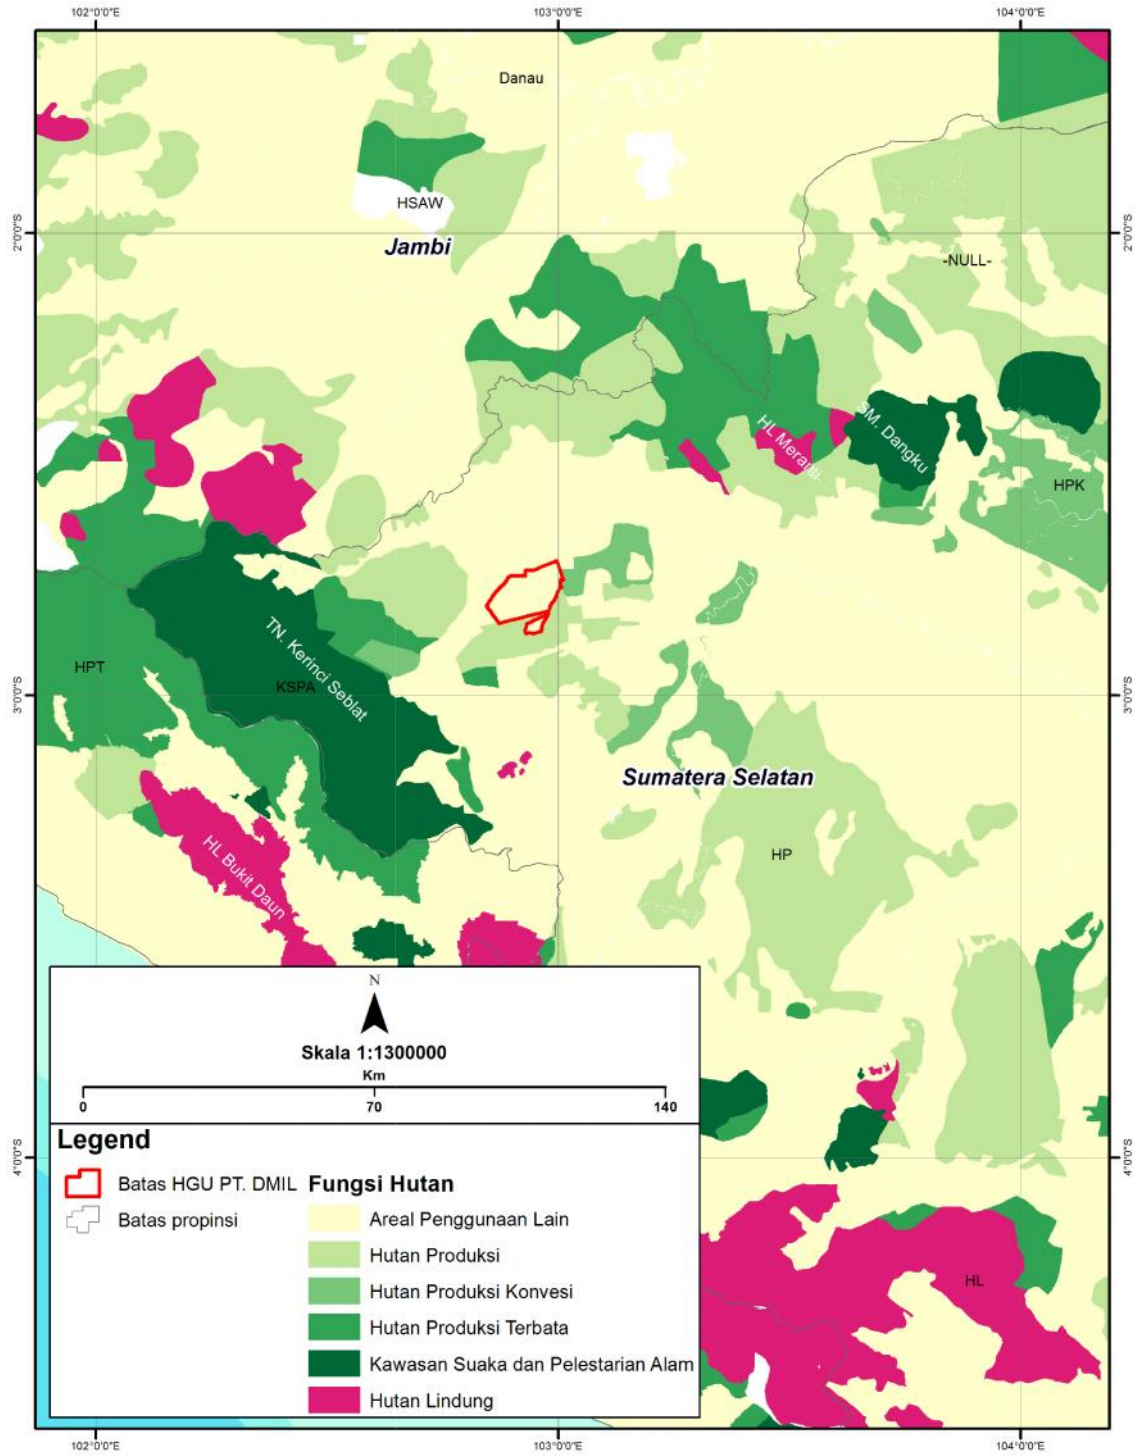 102°0'0"E 103°0'0"E 104°0'0"E
Danau
HSAW
2°0'0"S 2°0'0"S
Jambi
-NULL-
SM. Dangku
HL Meranti
HPK
TN. Kerinci Seblat
HPT
KSPA
3°0'0"S 3°0'0"S
Sumatera Selatan
HP
HL Bukit Daun
N
Skala 1:1300000
Km
0 70 140
Legend
Batas HGU PT. DMIL
Batas propinsi
Fungsi Hutan
Areal Penggunaan Lain
Hutan Produksi
Hutan Produksi Konvesi
Hutan Produksi Terbata
Kawasan Suaka dan Pelestarian Alam
Hutan Lindung
4°0'0"S 4°0'0"S
HL
102°0'0"E 103°0'0"E 104°0'0"E